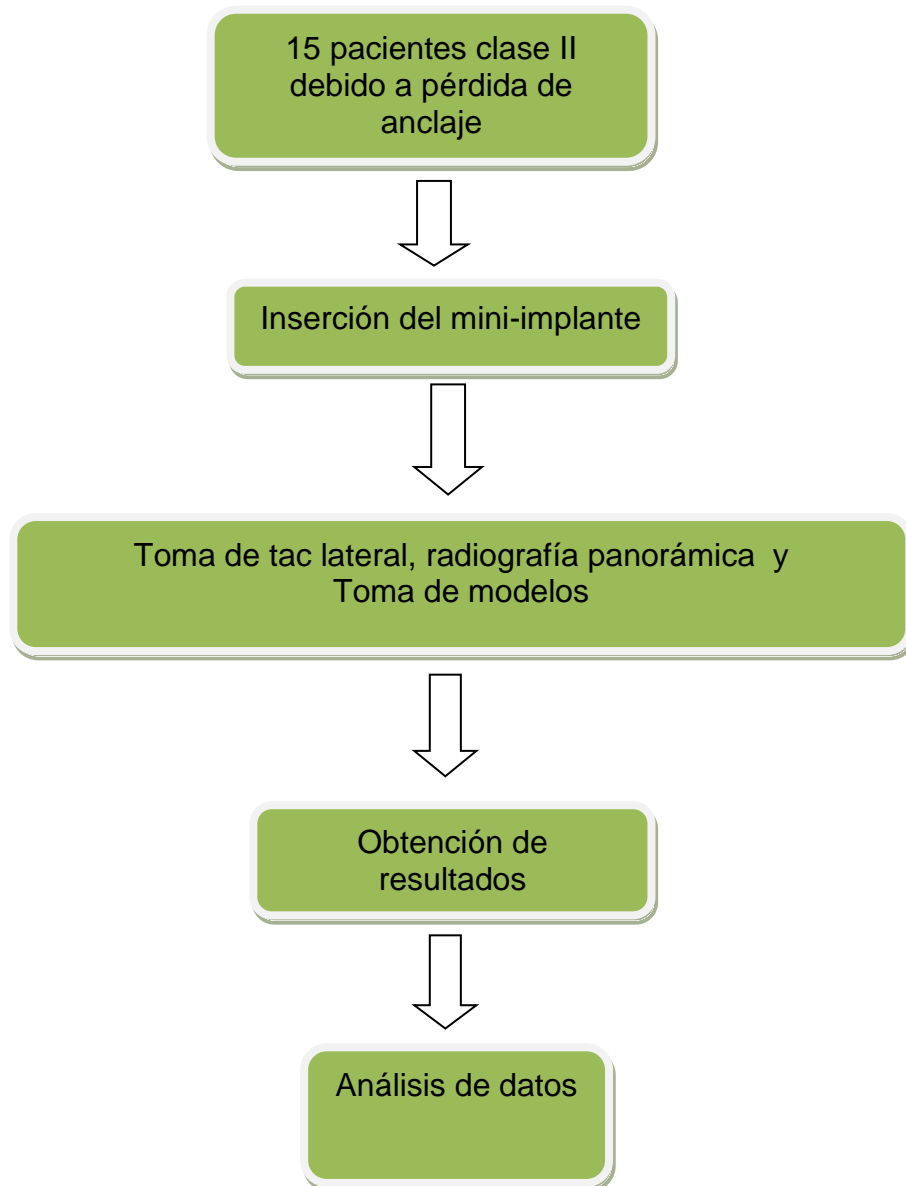 15 pacientes clase II
debido a pérdida de
anclaje
Inserción del mini-implante
Toma de tac lateral, radiografía panorámica y
Toma de modelos
Obtención de
resultados
Análisis de datos